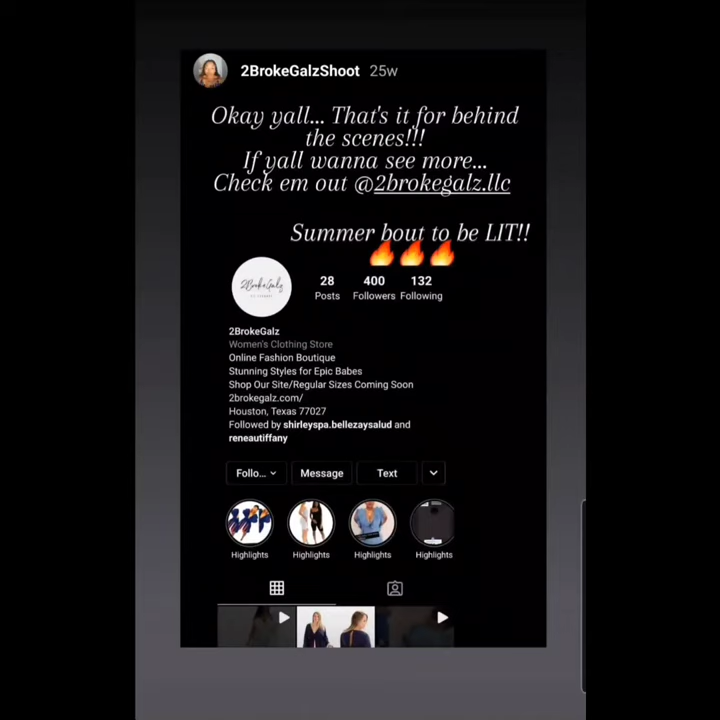 2BrokeGalzShoot 25w
Okay yall... That's it for behind
the scenes!!!
If yall wanna see more...
Check em out @2brokegalz.llc
Summer bout to be LIT!!
🔥🔥🔥
2BrokeGalz
28 400 132
Posts Followers Following
2BrokeGalz
Women's Clothing Store
Online Fashion Boutique
Stunning Styles for Epic Babes
Shop Our Site/Regular Sizes Coming Soon
2brokegalz.com/
Houston, Texas 77027
Followed by shirleyspa.bellezaysalud and
reneautiffany
Follo... Message Text
Highlights Highlights Highlights Highlights